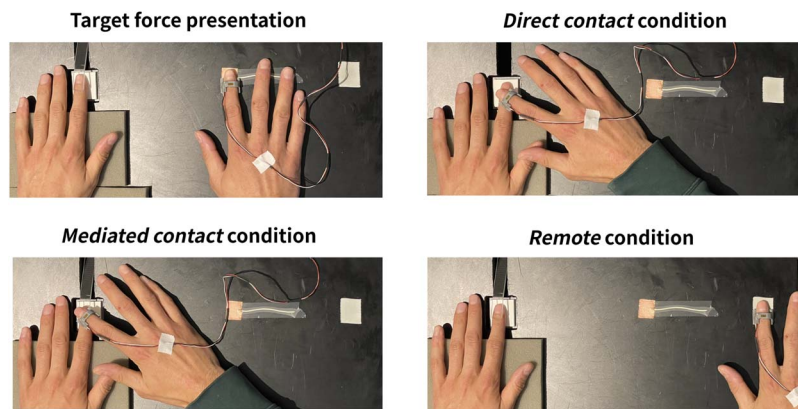 Target force presentation
Direct contact condition
Mediated contact condition
Remote condition